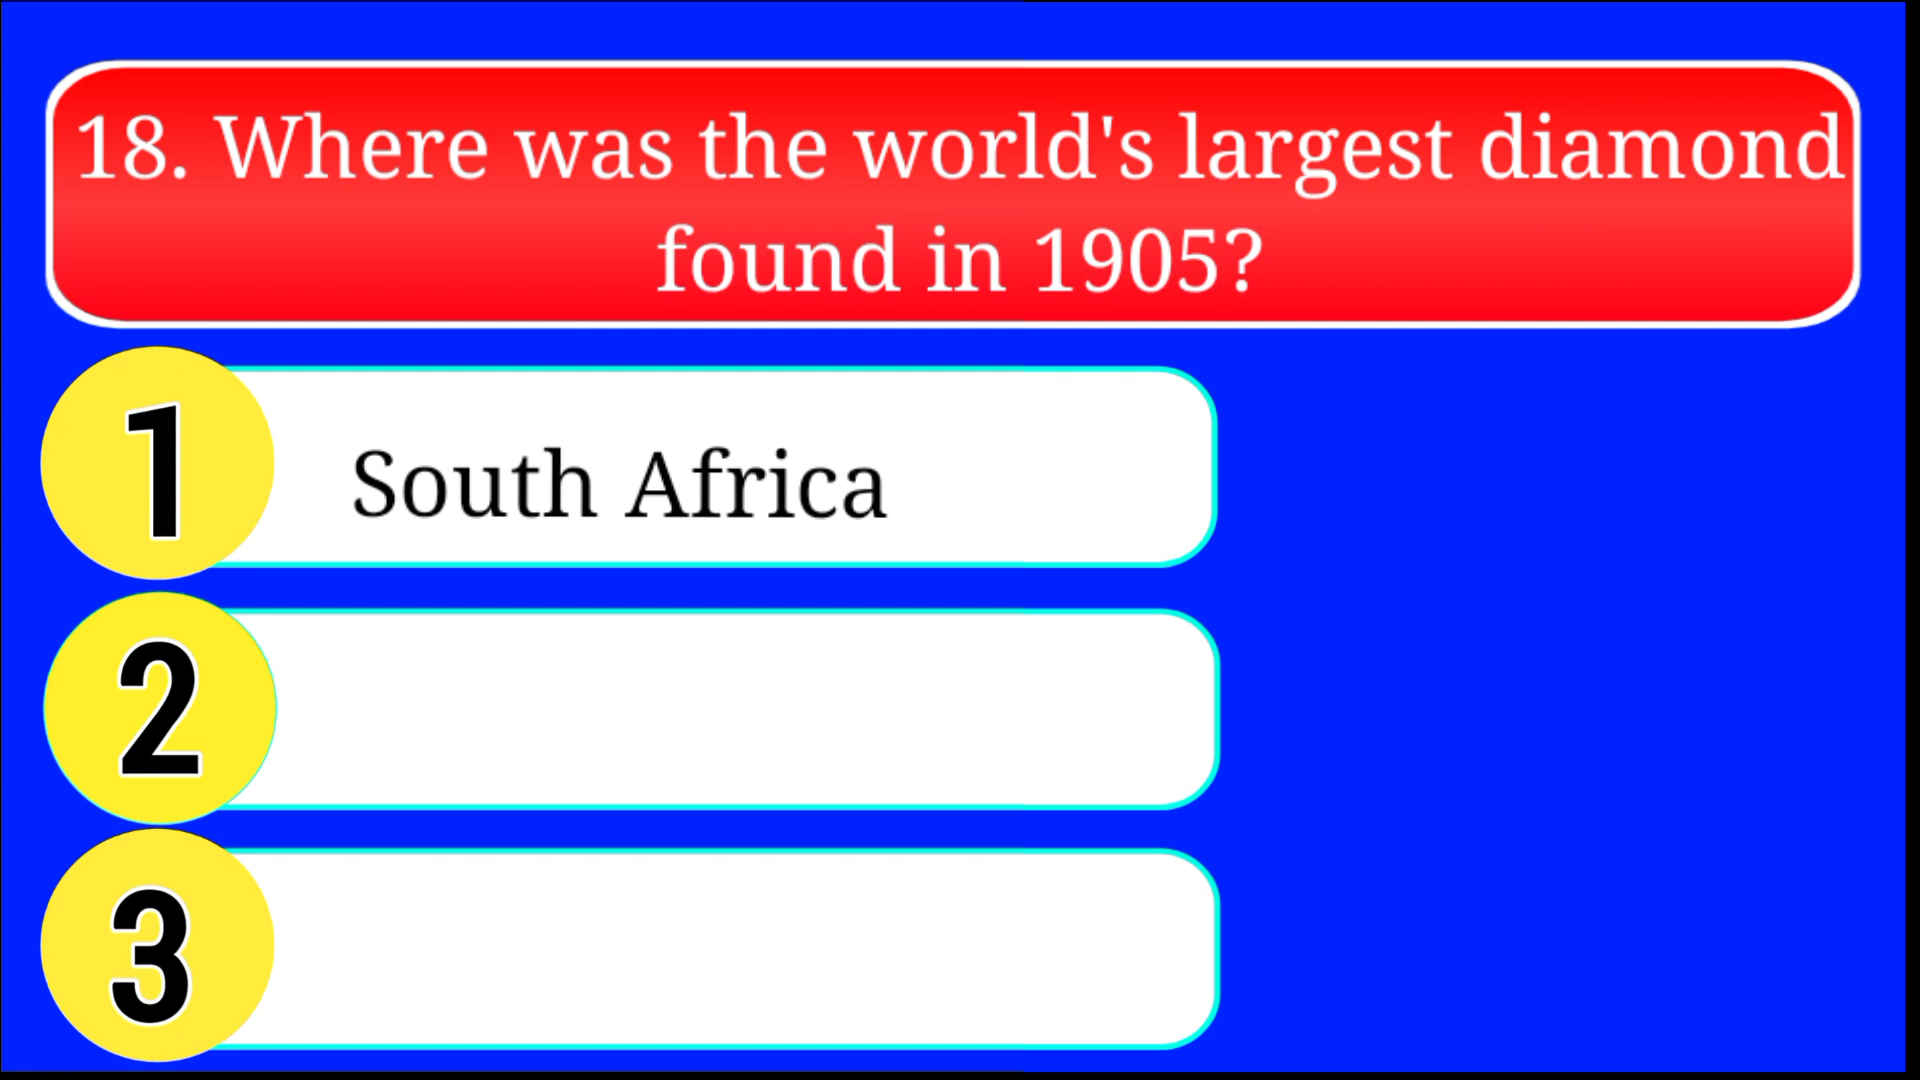 18. Where was the world's largest diamond
found in 1905?
1
South Africa
2
3